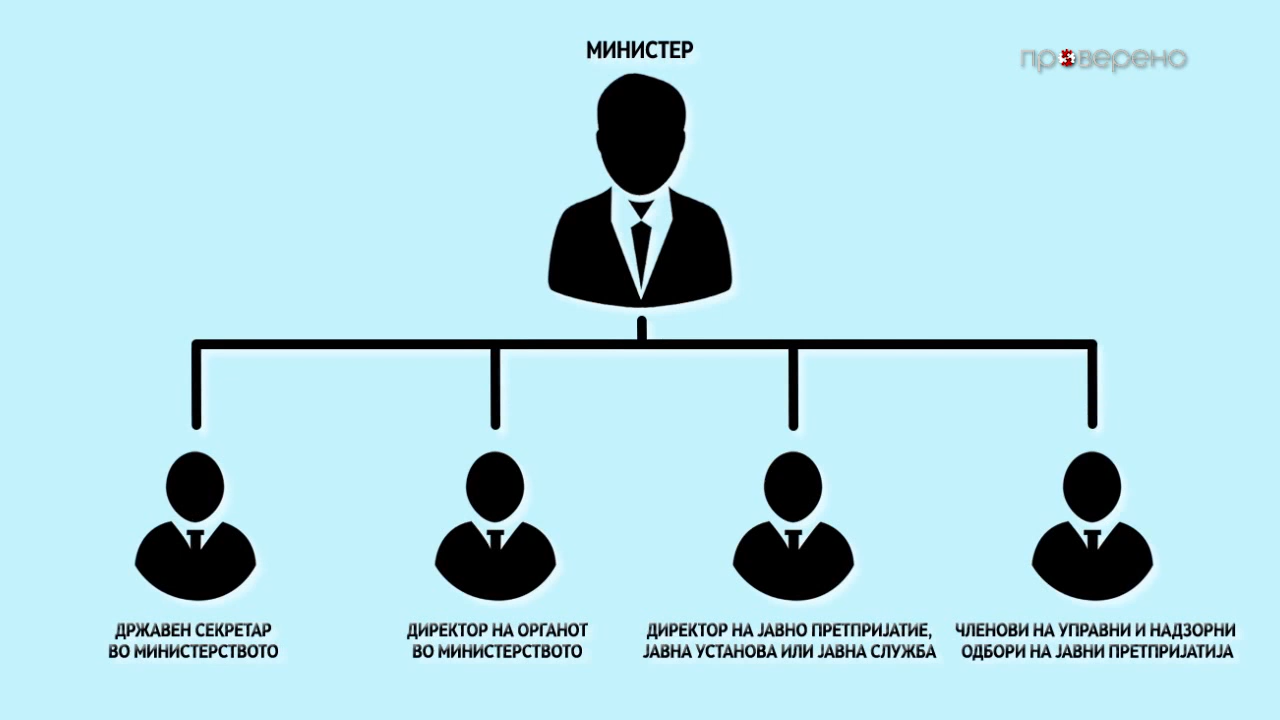 МИНИСТЕР
проверено
ДРЖАВЕН СЕКРЕТАР
ВО МИНИСТЕРСТВОТО
ДИРЕКТОР НА ОРГАНОТ
ВО МИНИСТЕРСТВОТО
ДИРЕКТОР НА ЈАВНО ПРЕТПРИЈАТИЕ,
ЈАВНА УСТАНОВА ИЛИ ЈАВНА СЛУЖБА
ЧЛЕНОВИ НА УПРАВНИ И НАДЗОРНИ
ОДБОРИ НА ЈАВНИ ПРЕТПРИЈАТИЈА